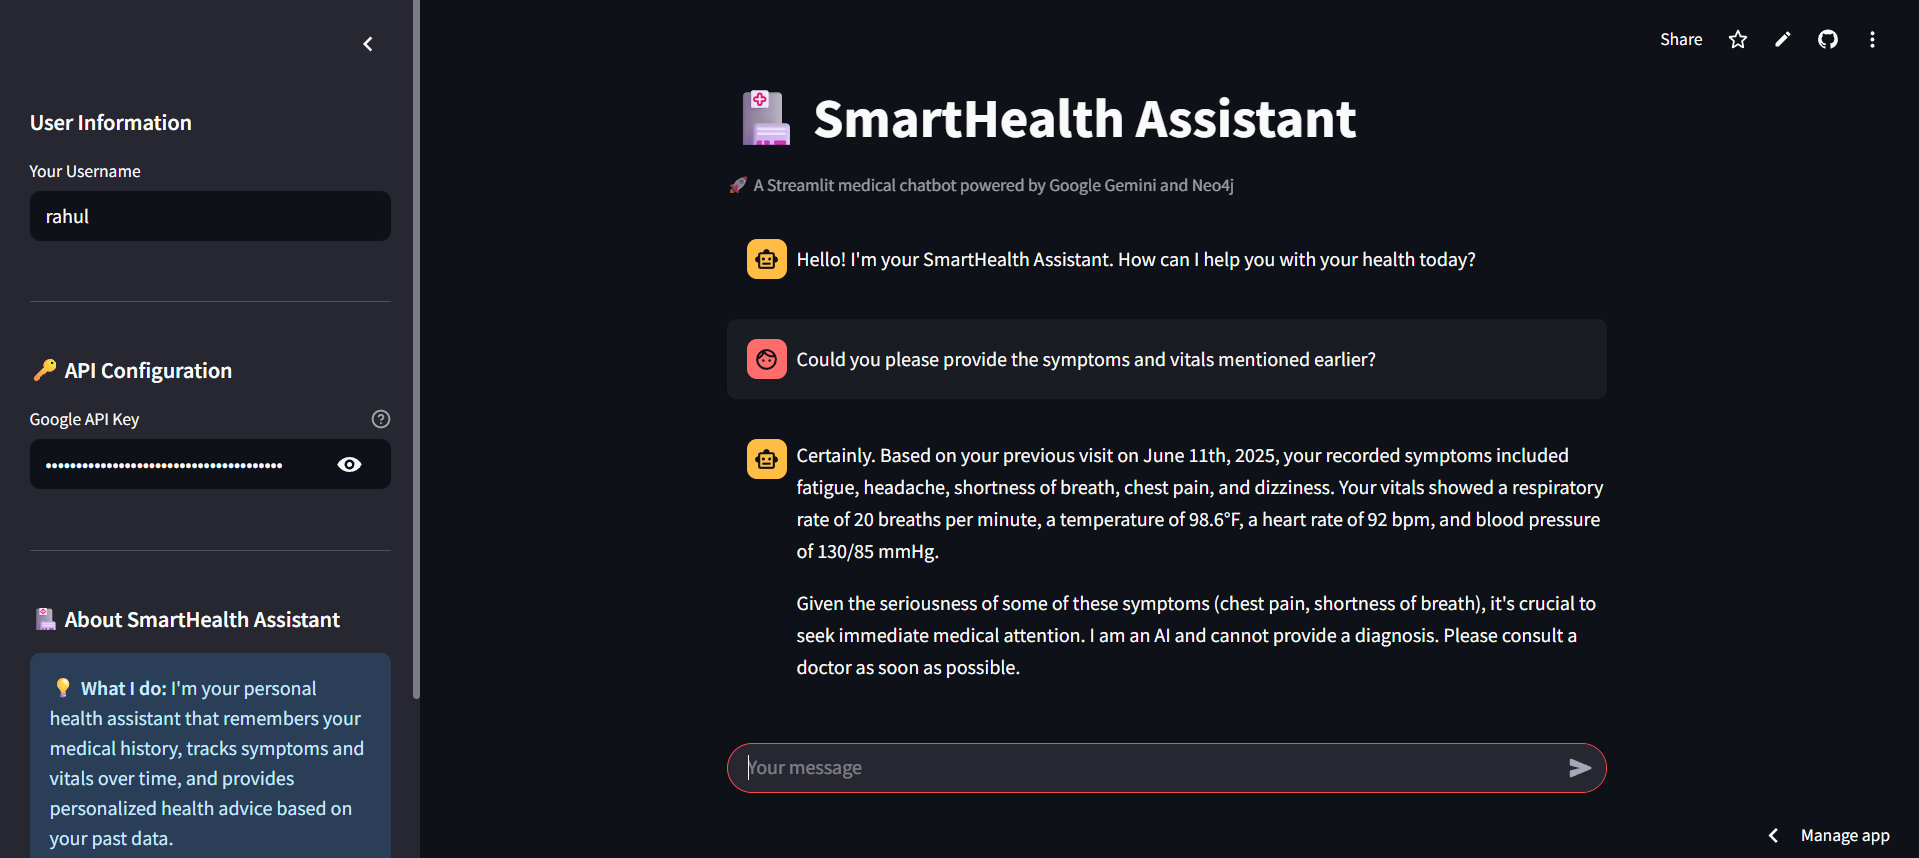 User Information
Your Username
rahul
🔑 API Configuration
Google API Key
••••••••••••••••••••••••••••••••••••••
🏥 About SmartHealth Assistant
💡 What I do: I'm your personal
health assistant that remembers your
medical history, tracks symptoms and
vitals over time, and provides
personalized health advice based on
your past data.
Share
🏥 SmartHealth Assistant
🚀 A Streamlit medical chatbot powered by Google Gemini and Neo4j
Hello! I'm your SmartHealth Assistant. How can I help you with your health today?
Could you please provide the symptoms and vitals mentioned earlier?
Certainly. Based on your previous visit on June 11th, 2025, your recorded symptoms included
fatigue, headache, shortness of breath, chest pain, and dizziness. Your vitals showed a respiratory
rate of 20 breaths per minute, a temperature of 98.6°F, a heart rate of 92 bpm, and blood pressure
of 130/85 mmHg.
Given the seriousness of some of these symptoms (chest pain, shortness of breath), it's crucial to
seek immediate medical attention. I am an AI and cannot provide a diagnosis. Please consult a
doctor as soon as possible.
Your message
Manage app